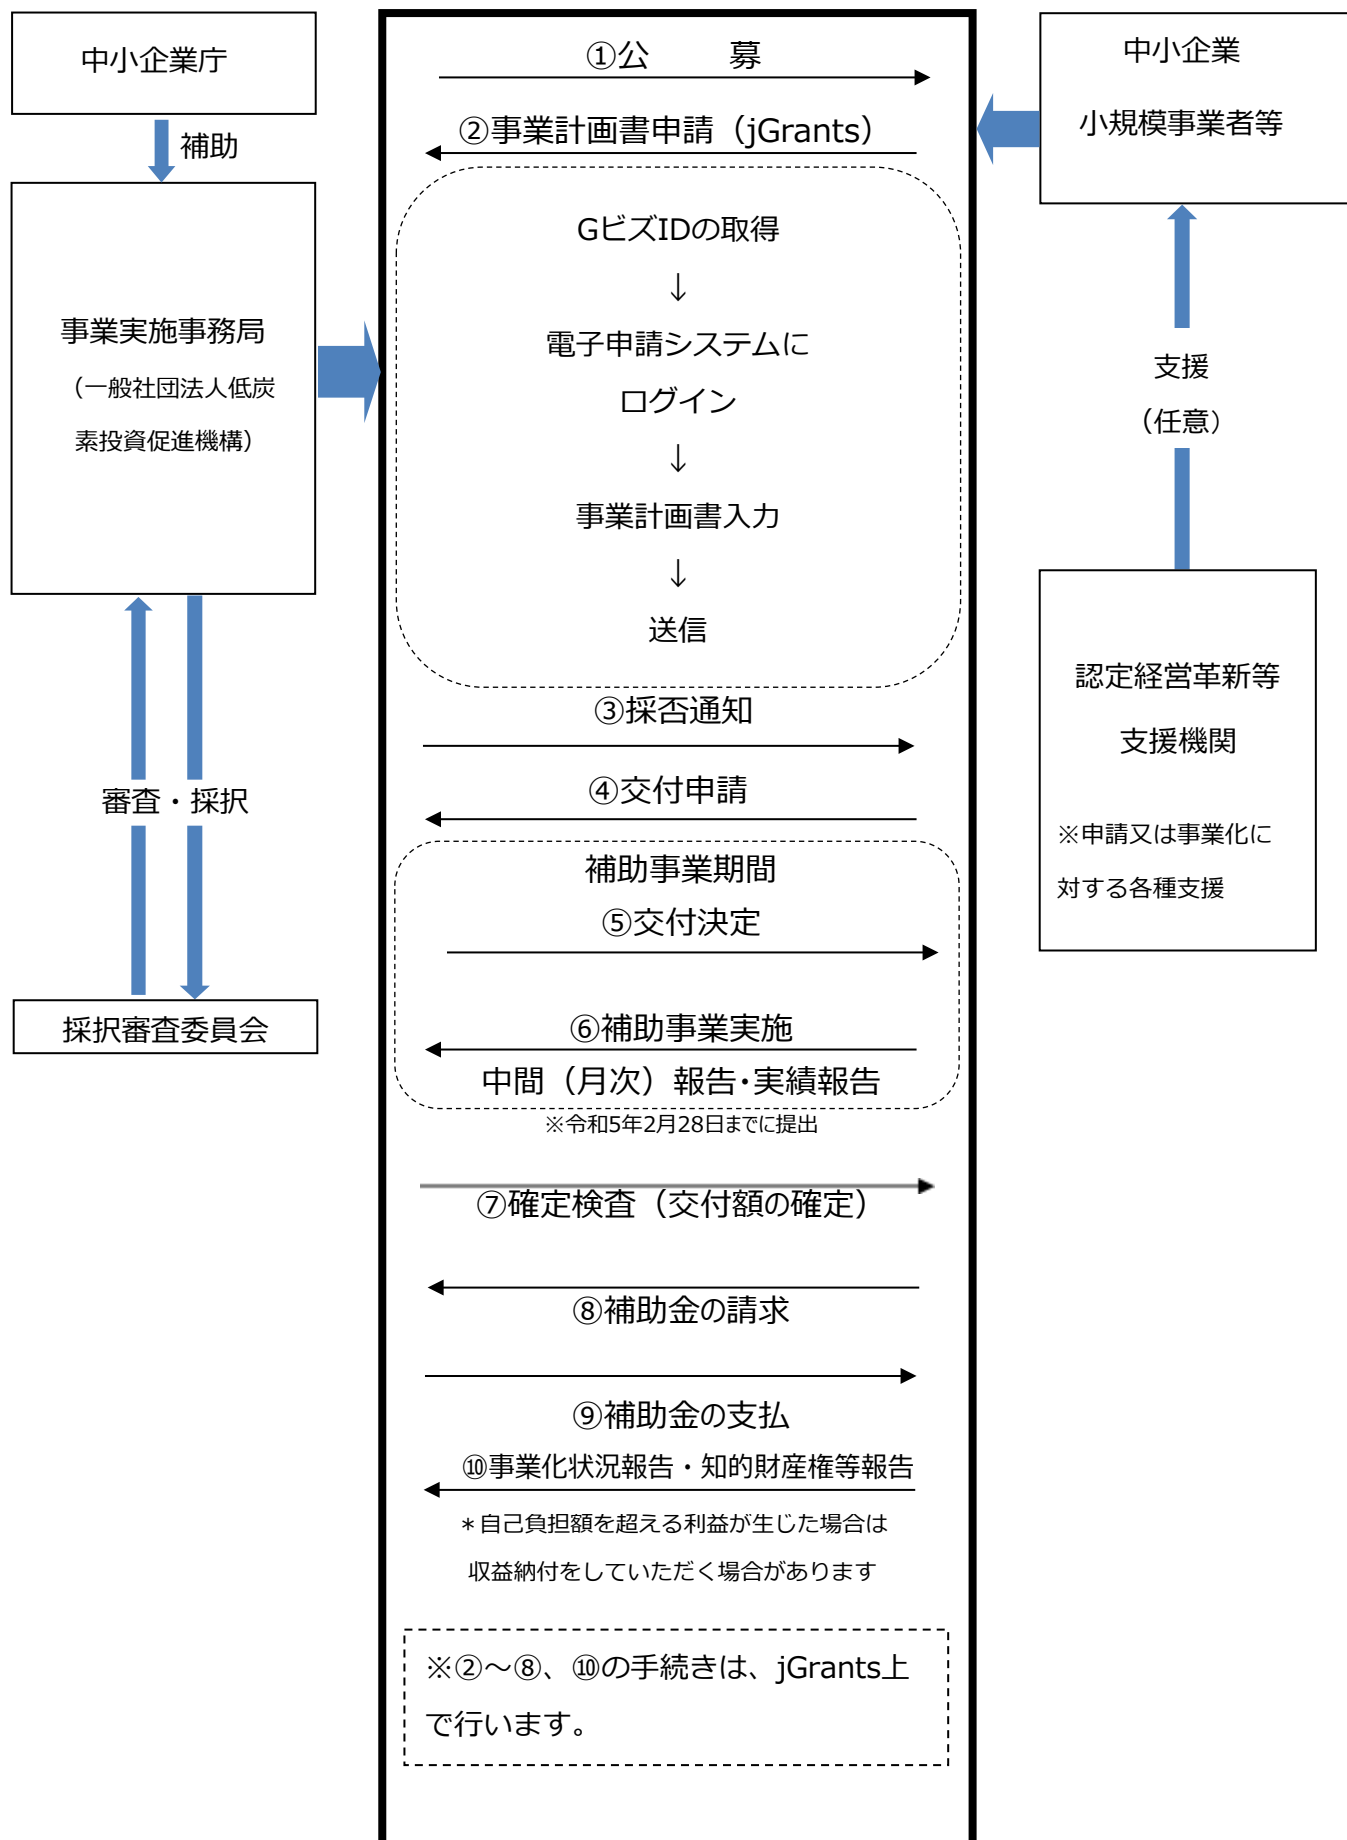 中小企業庁
補助
事業実施事務局
（一般社団法人低炭
素投資促進機構）
審査・採択
採択審査委員会
①公　　募
②事業計画書申請（jGrants）
GビズIDの取得
↓
電子申請システムに
ログイン
↓
事業計画書入力
↓
送信
③採否通知
④交付申請
補助事業期間
⑤交付決定
⑥補助事業実施
中間（月次）報告・実績報告
※令和5年2月28日までに提出
⑦確定検査（交付額の確定）
⑧補助金の請求
⑨補助金の支払
⑩事業化状況報告・知的財産権等報告
＊自己負担額を超える利益が生じた場合は
収益納付をしていただく場合があります
※②～⑧、⑩の手続きは、jGrants上
で行います。
中小企業
小規模事業者等
支援
（任意）
認定経営革新等
支援機関
※申請又は事業化に
対する各種支援